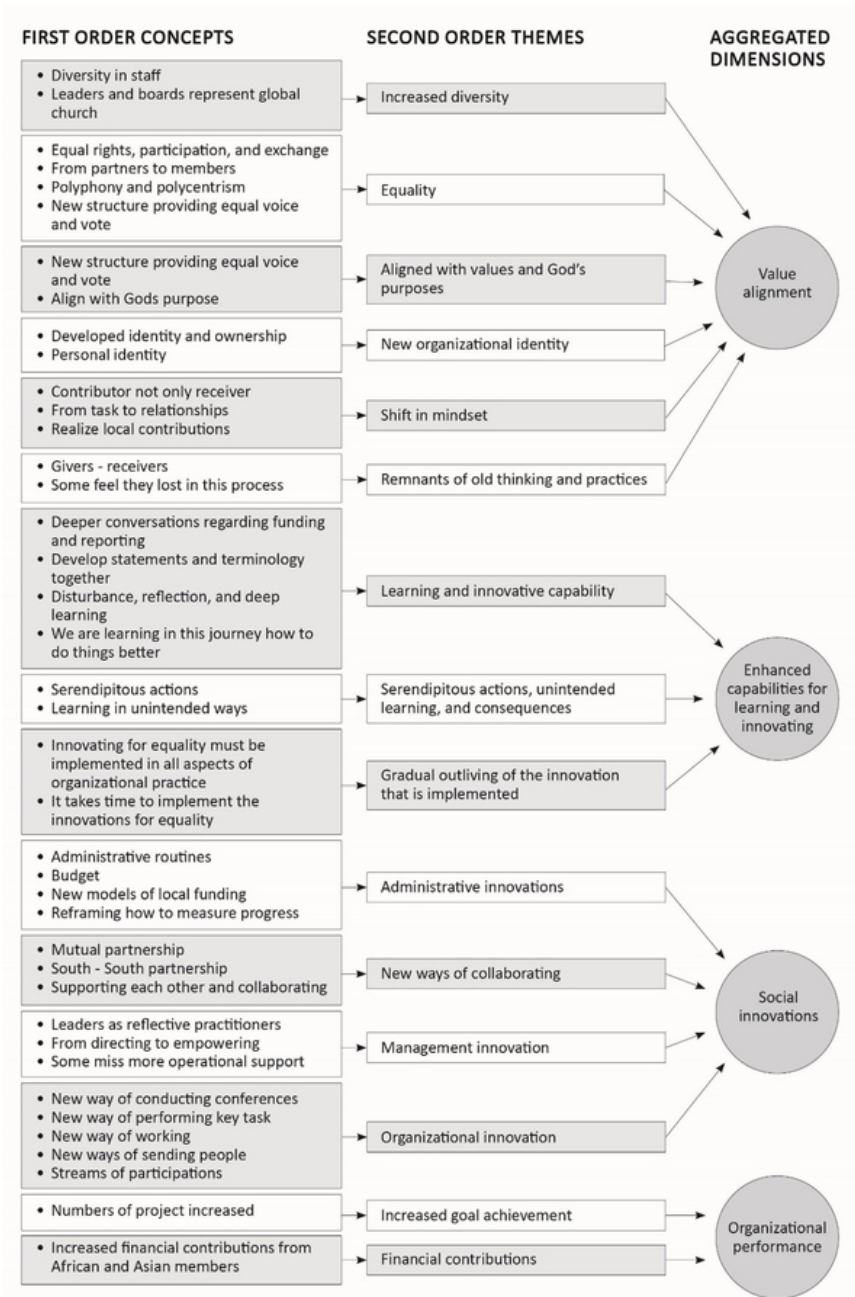 FIRST ORDER CONCEPTS
SECOND ORDER THEMES
AGGREGATED
DIMENSIONS
• Diversity in staff
• Leaders and boards represent global
church
Increased diversity
• Equal rights, participation, and exchange
• From partners to members
• Polyphony and polycentrism
• New structure providing equal voice
and vote
Equality
• New structure providing equal voice
and vote
• Align with Gods purpose
Aligned with values and God's
purposes
• Developed identity and ownership
• Personal identity
New organizational identity
• Contributor not only receiver
• From task to relationships
• Realize local contributions
Shift in mindset
• Givers - receivers
• Some feel they lost in this process
Remnants of old thinking and practices
Value
alignment
• Deeper conversations regarding funding
and reporting
• Develop statements and terminology
together
• Disturbance, reflection, and deep
learning
• We are learning in this journey how to
do things better
Learning and innovative capability
• Serendipitous actions
• Learning in unintended ways
Serendipitous actions, unintended
learning, and consequences
• Innovating for equality must be
implemented in all aspects of
organizational practice
• It takes time to implement the
innovations for equality
Gradual outliving of the innovation
that is implemented
Enhanced
capabilities for
learning and
innovating
• Administrative routines
• Budget
• New models of local funding
• Reframing how to measure progress
Administrative innovations
• Mutual partnership
• South - South partnership
• Supporting each other and collaborating
New ways of collaborating
• Leaders as reflective practitioners
• From directing to empowering
• Some miss more operational support
Management innovation
• New way of conducting conferences
• New way of performing key task
• New way of working
• New ways of sending people
• Streams of participations
Organizational innovation
Social
innovations
• Numbers of project increased
Increased goal achievement
• Increased financial contributions from
African and Asian members
Financial contributions
Organizational
performance